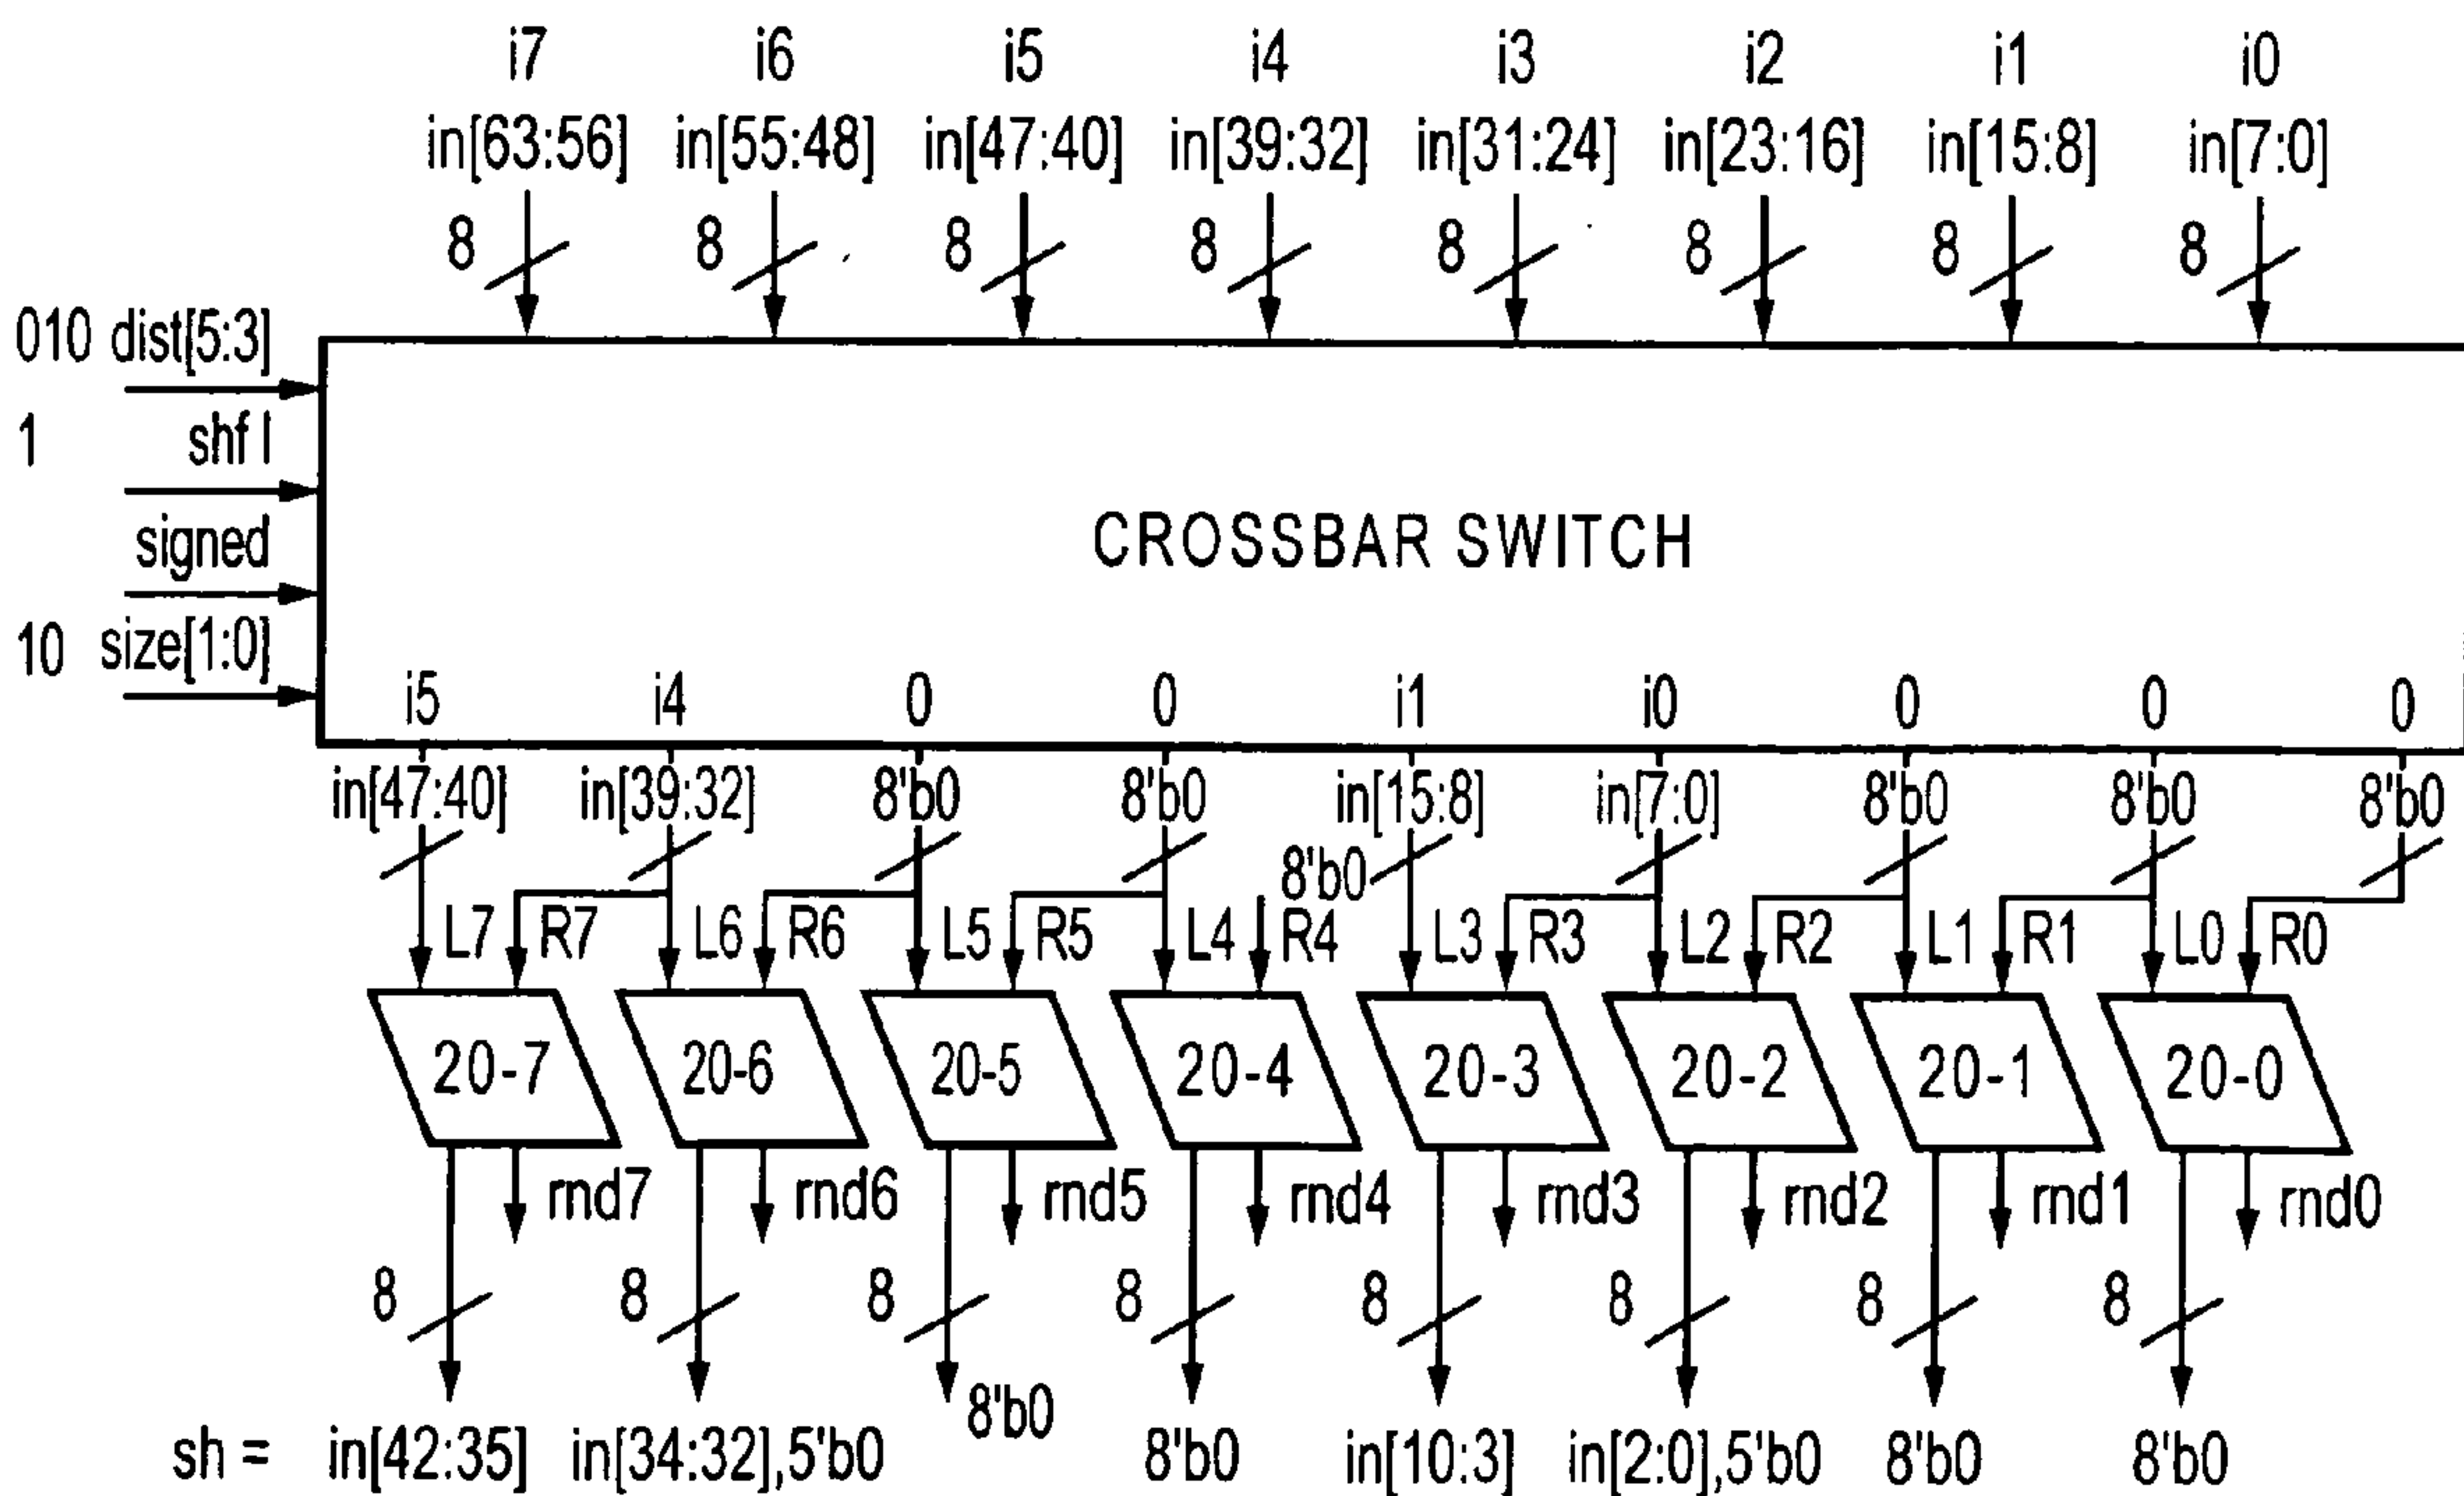 i7 i6 i5 i4 i3 i2 i1 i0
in[63:56] in[55:48] in[47:40] in[39:32] in[31:24] in[23:16] in[15:8] in[7:0]
8 8 8 8 8 8 8 8
010 dist[5:3]
1 shf l
signed
CROSSBAR SWITCH
10 size[1:0]
i5 i4 0 0 i1 i0 0 0 0
in[47:40] in[39:32] 8'b0 8'b0 in[15:8] in[7:0] 8'b0 8'b0 8'b0
8'b0
L7 R7 L6 R6 L5 R5 L4 R4 L3 R3 L2 R2 L1 R1 L0 R0
20-7 20-6 20-5 20-4 20-3 20-2 20-1 20-0
rnd7 rnd6 rnd5 rnd4 rnd3 rnd2 rnd1 rnd0
8 8 8 8 8 8 8 8
sh = in[42:35] in[34:32],5'b0 8'b0 8'b0 in[10:3] in[2:0],5'b0 8'b0 8'b0